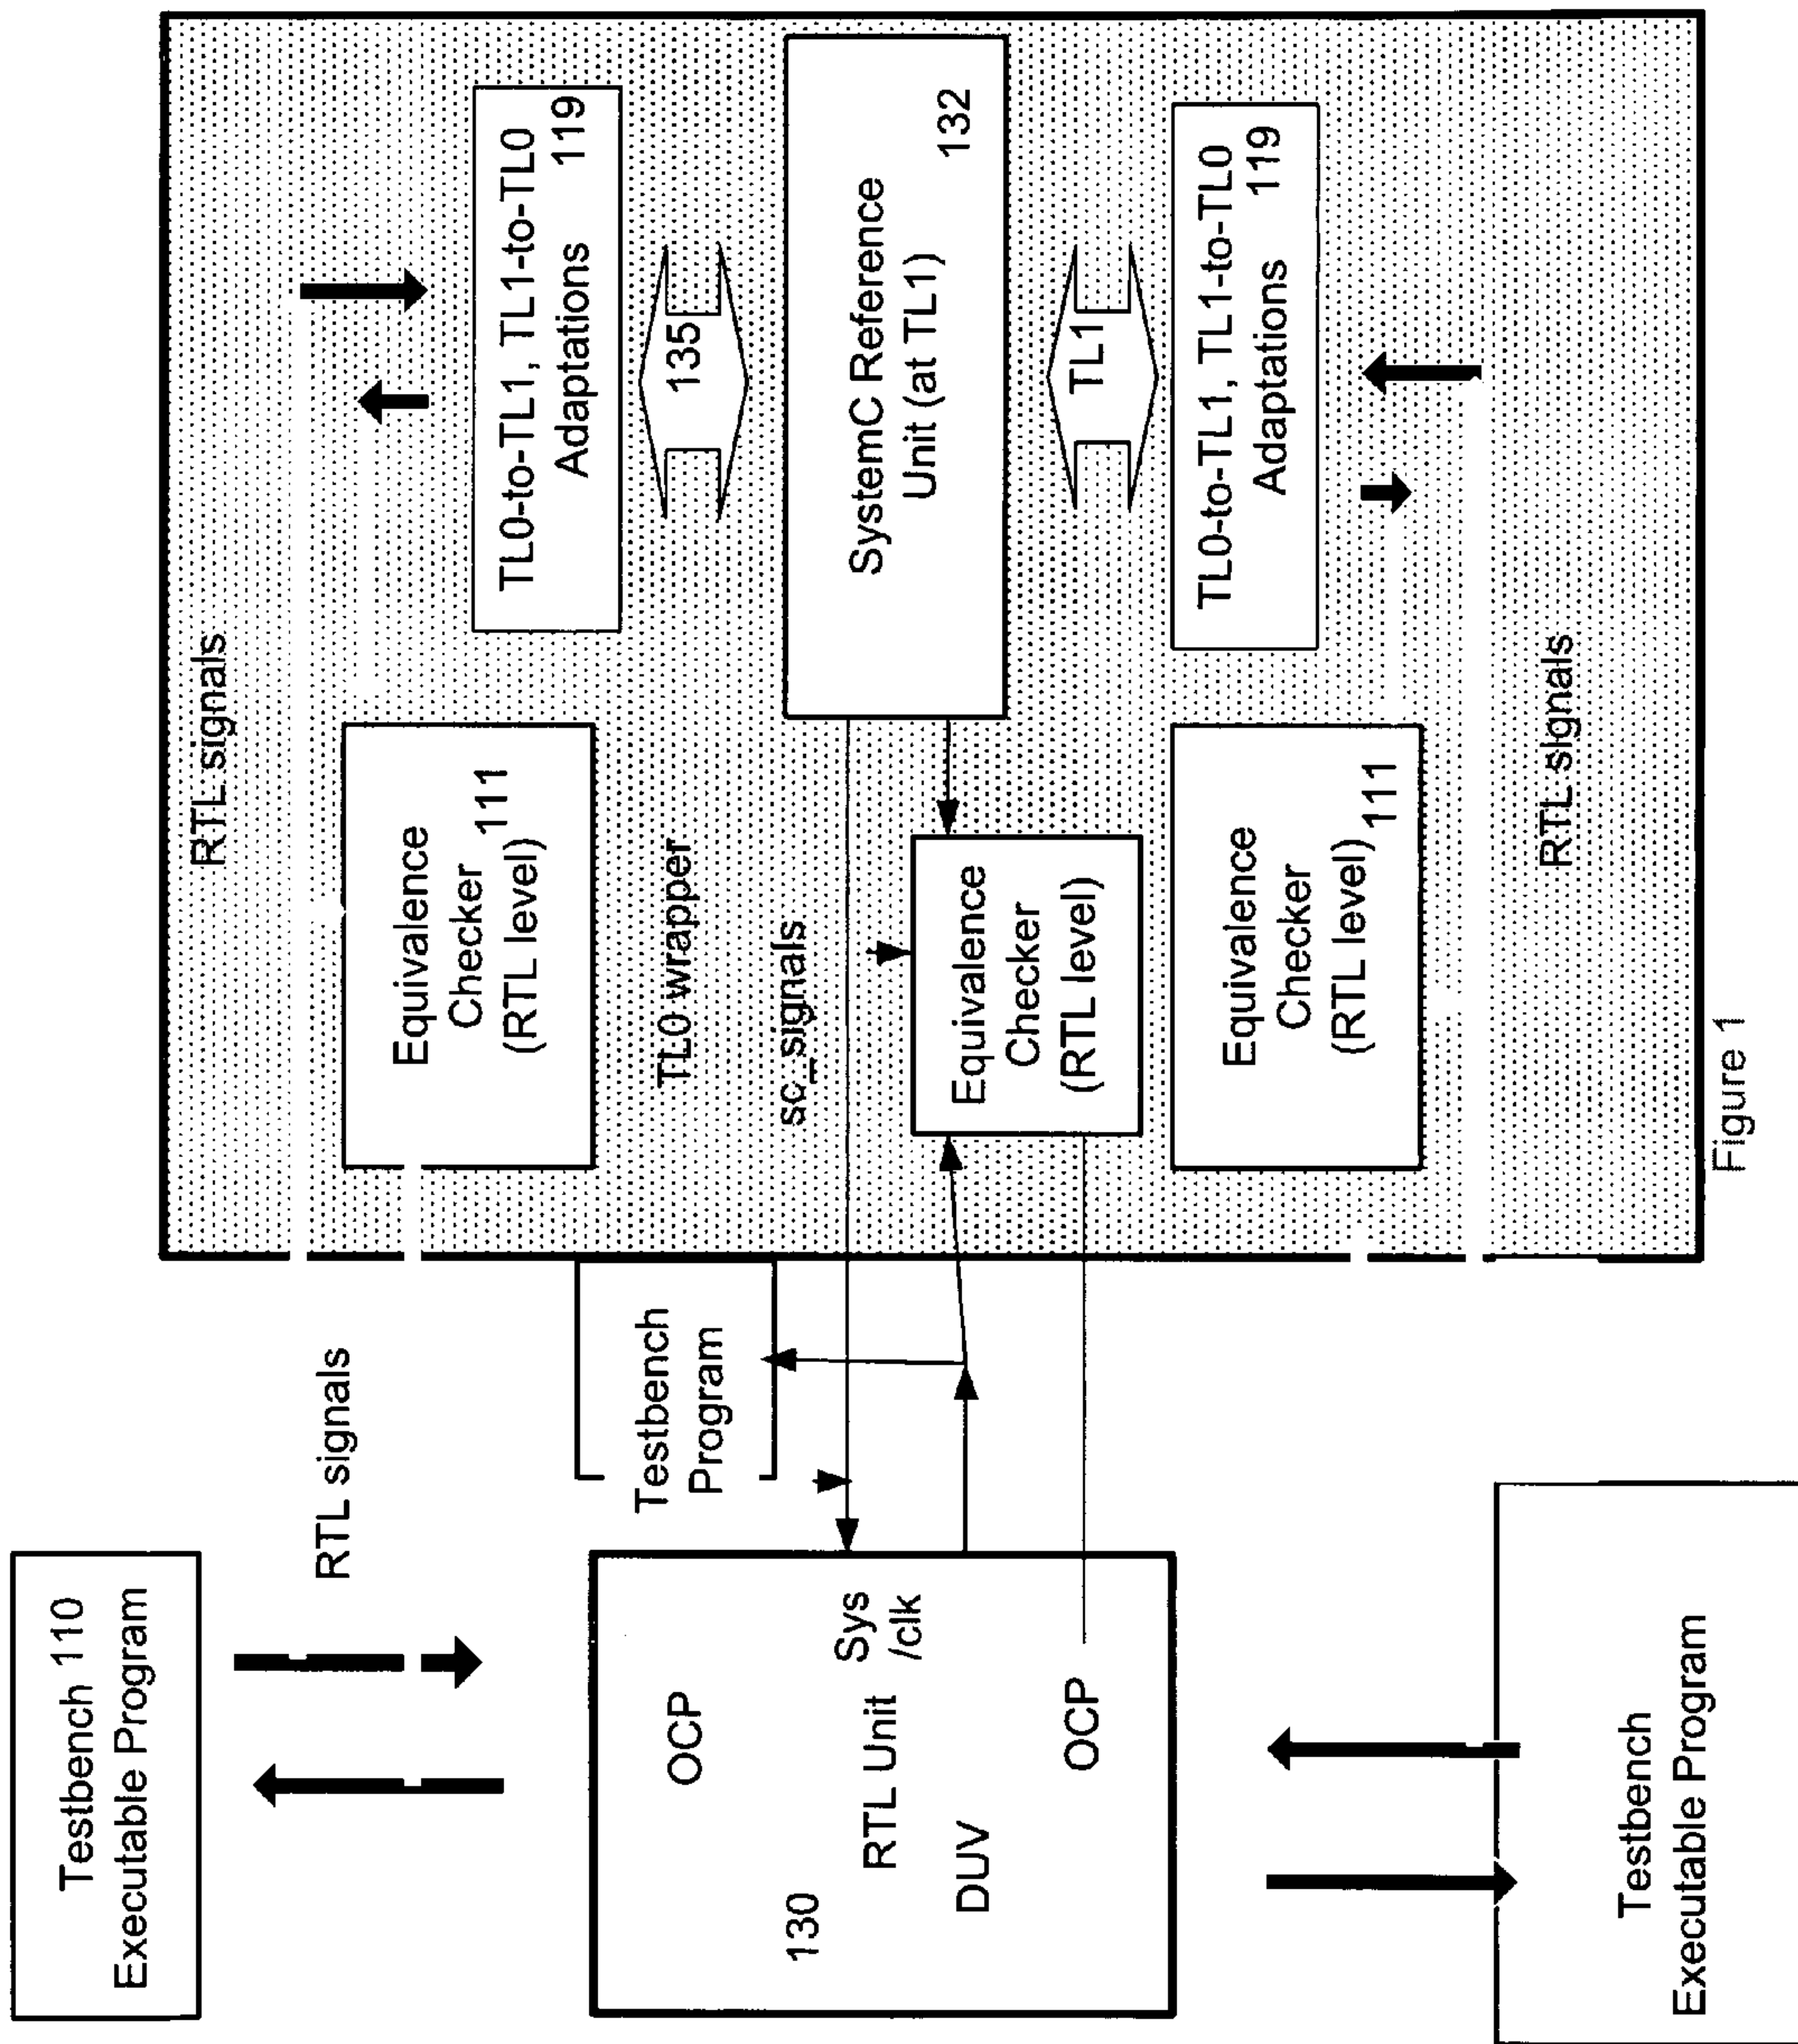 Testbench 110
Executable Program
RTL signals
RTL signals
130
OCP
RTL Unit
Sys
/clk
DUV
OCP
Testbench
Program
Testbench
Executable Program
Equivalence
Checker
(RTL level)
111
TL0 wrapper
sc_signals
Equivalence
Checker
(RTL level)
Equivalence
Checker
(RTL level)
111
TL0-to-TL1, TL1-to-TL0
Adaptations 119
135
SystemC Reference
Unit (at TL1)
132
TL1
TL0-to-TL1, TL1-to-TL0
Adaptations 119
RTL signals
Figure 1